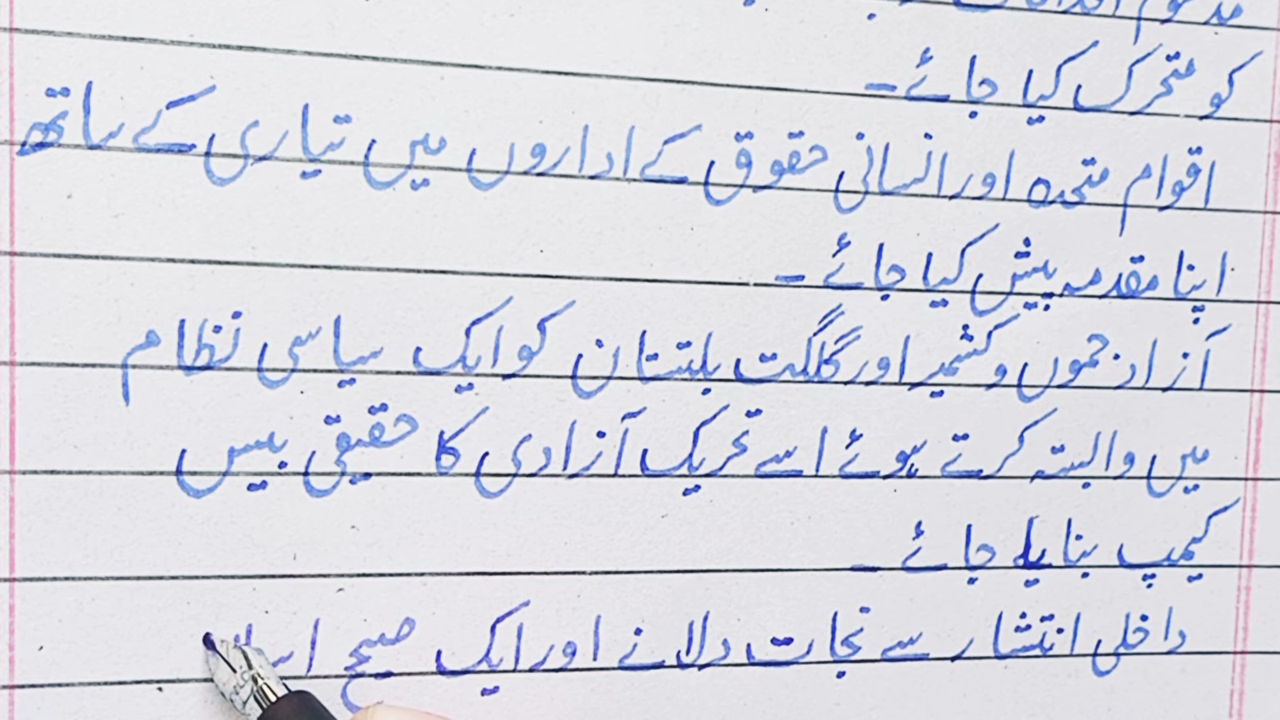 کو متحرک کیا جائے۔
اقوام متحدہ اور انسانی حقوق کے اداروں میں تیاری کے ساتھ
اپنا مقدمہ پیش کیا جائے۔
آزاد جموں و کشمیر اور گلگت بلتستان کو ایک سیاسی نظام
میں وابستہ کرتے ہوئے اسے تحریک آزادی کا حقیقی بیس
کیمپ بنایا جائے۔
داخلی انتشار سے نجات دلانے اور ایک صحیح